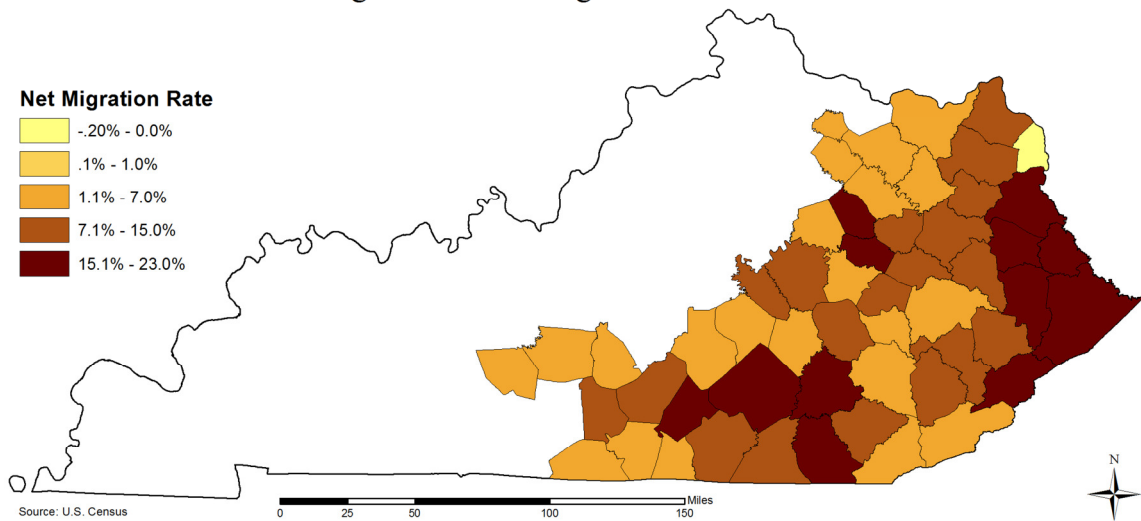 Net Migration Rate
-.20% - 0.0%
.1% - 1.0%
1.1% - 7.0%
7.1% - 15.0%
15.1% - 23.0%
N
Miles
0 25 50 100 150
Source: U.S. Census